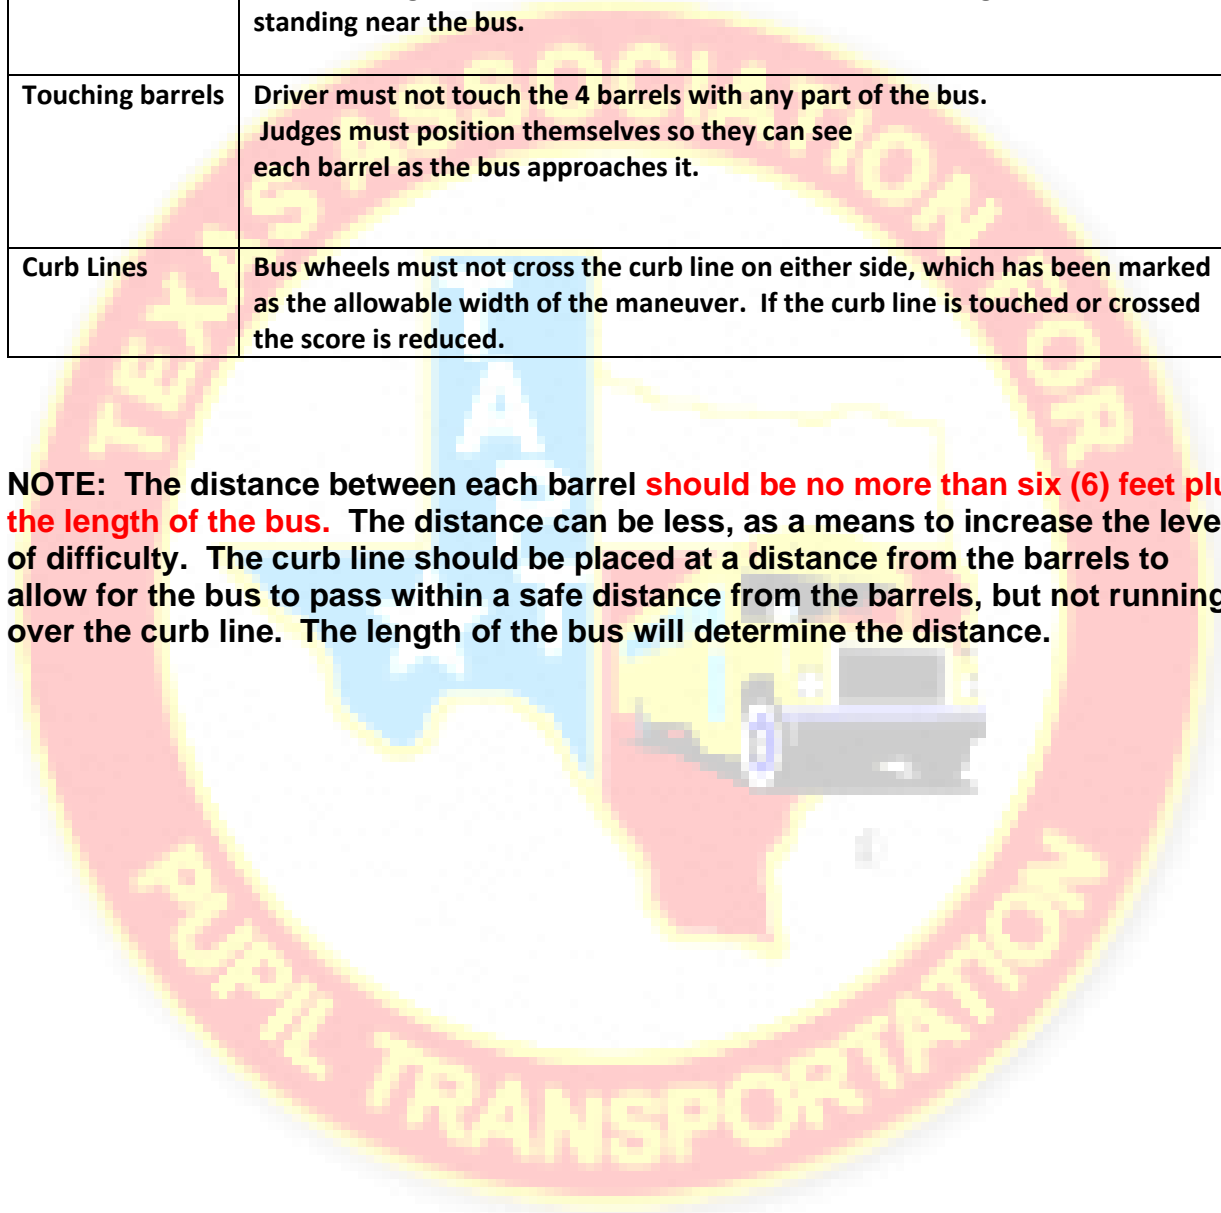 standing near the bus.
Touching barrels
Driver must not touch the 4 barrels with any part of the bus.
Judges must position themselves so they can see
each barrel as the bus approaches it.
Curb Lines
Bus wheels must not cross the curb line on either side, which has been marked
as the allowable width of the maneuver.  If the curb line is touched or crossed
the score is reduced.
NOTE:  The distance between each barrel should be no more than six (6) feet plu
the length of the bus.  The distance can be less, as a means to increase the leve
of difficulty.  The curb line should be placed at a distance from the barrels to
allow for the bus to pass within a safe distance from the barrels, but not running
over the curb line.  The length of the bus will determine the distance.
TEXAS ASSOCIATION FOR
TAPT
PUPIL TRANSPORTATION